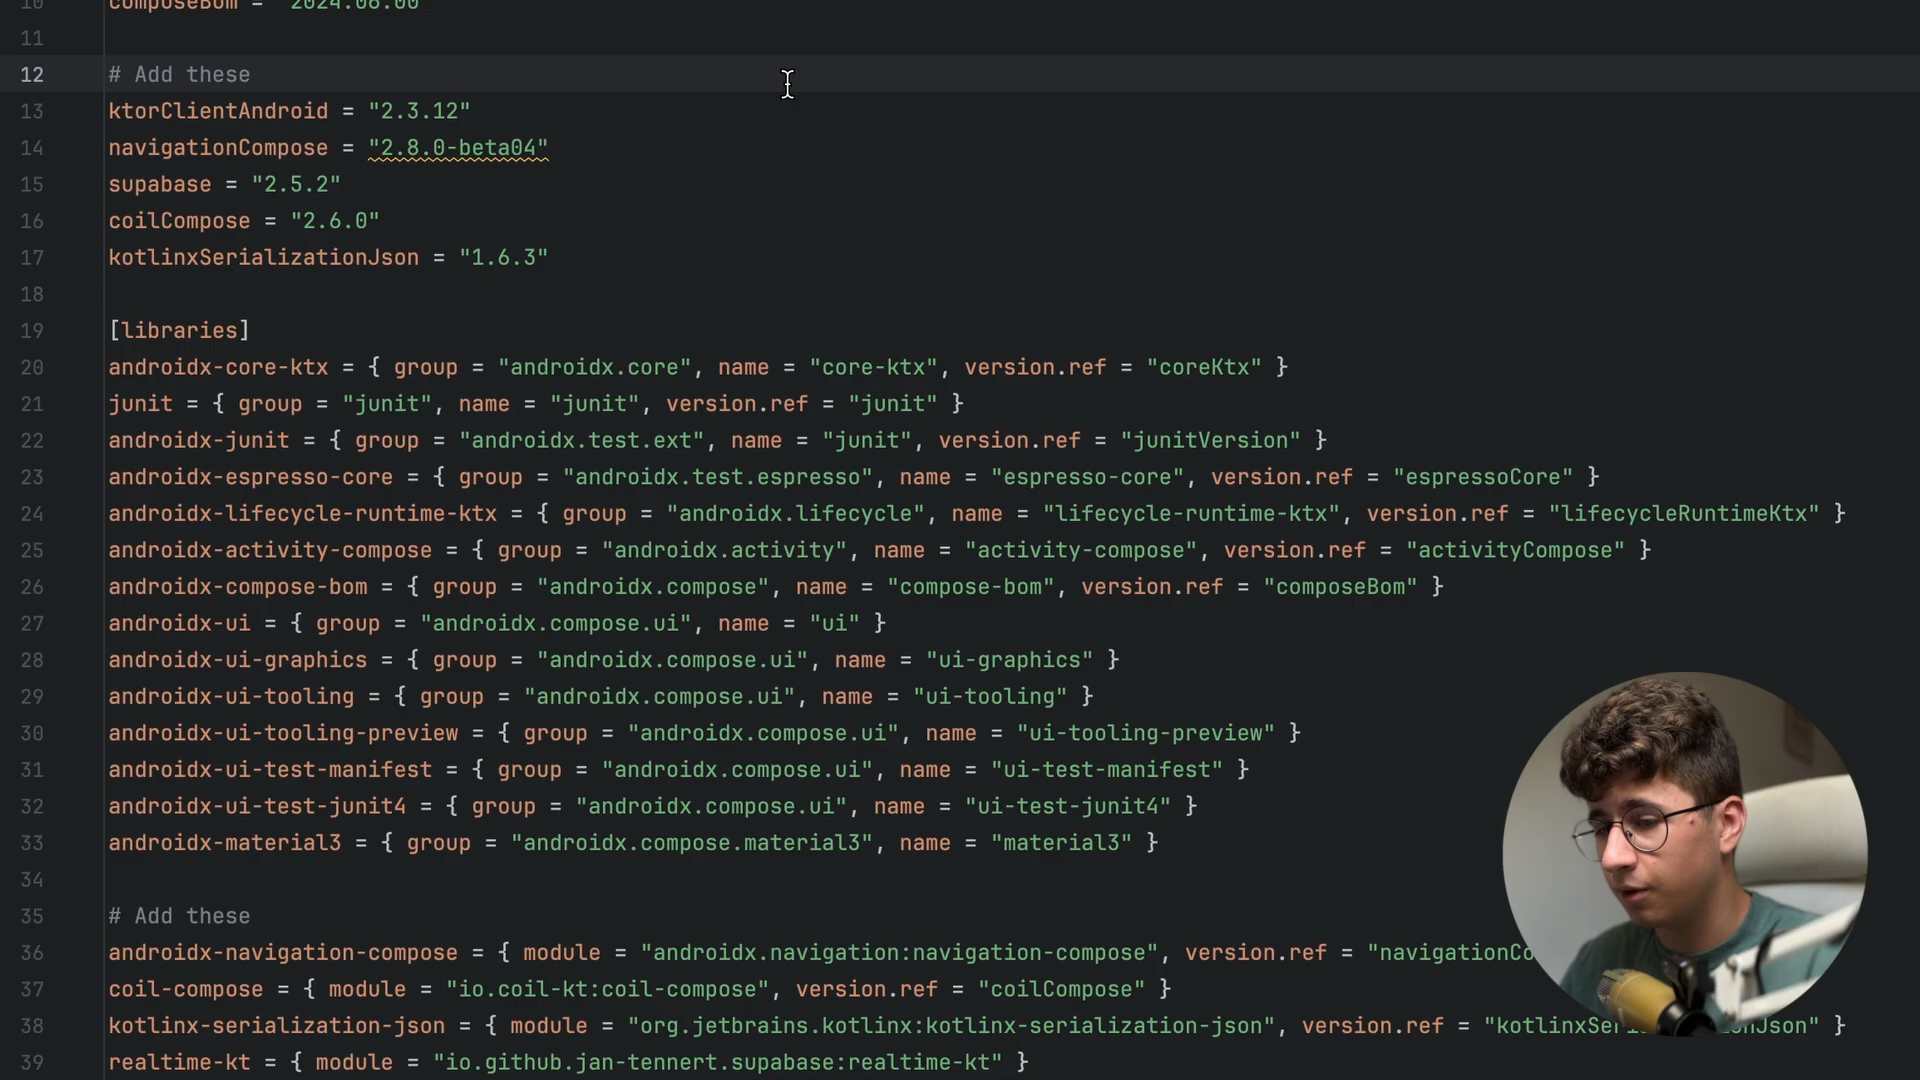 10 composeBom = "2024.06.00"
11
12 # Add these
13 ktorClientAndroid = "2.3.12"
14 navigationCompose = "2.8.0-beta04"
15 supabase = "2.5.2"
16 coilCompose = "2.6.0"
17 kotlinxSerializationJson = "1.6.3"
18
19 [libraries]
20 androidx-core-ktx = { group = "androidx.core", name = "core-ktx", version.ref = "coreKtx" }
21 junit = { group = "junit", name = "junit", version.ref = "junit" }
22 androidx-junit = { group = "androidx.test.ext", name = "junit", version.ref = "junitVersion" }
23 androidx-espresso-core = { group = "androidx.test.espresso", name = "espresso-core", version.ref = "espressoCore" }
24 androidx-lifecycle-runtime-ktx = { group = "androidx.lifecycle", name = "lifecycle-runtime-ktx", version.ref = "lifecycleRuntimeKtx" }
25 androidx-activity-compose = { group = "androidx.activity", name = "activity-compose", version.ref = "activityCompose" }
26 androidx-compose-bom = { group = "androidx.compose", name = "compose-bom", version.ref = "composeBom" }
27 androidx-ui = { group = "androidx.compose.ui", name = "ui" }
28 androidx-ui-graphics = { group = "androidx.compose.ui", name = "ui-graphics" }
29 androidx-ui-tooling = { group = "androidx.compose.ui", name = "ui-tooling" }
30 androidx-ui-tooling-preview = { group = "androidx.compose.ui", name = "ui-tooling-preview" }
31 androidx-ui-test-manifest = { group = "androidx.compose.ui", name = "ui-test-manifest" }
32 androidx-ui-test-junit4 = { group = "androidx.compose.ui", name = "ui-test-junit4" }
33 androidx-material3 = { group = "androidx.compose.material3", name = "material3" }
34
35 # Add these
36 androidx-navigation-compose = { module = "androidx.navigation:navigation-compose", version.ref =
37 coil-compose = { module = "io.coil-kt:coil-compose", version.ref = "coilCompose" }
38 kotlinx-serialization-json = { module = "org.jetbrains.kotlinx:kotlinx-serialization-json", version.ref = }
39 realtime-kt = { module = "io.github.jan-tennert.supabase:realtime-kt" }